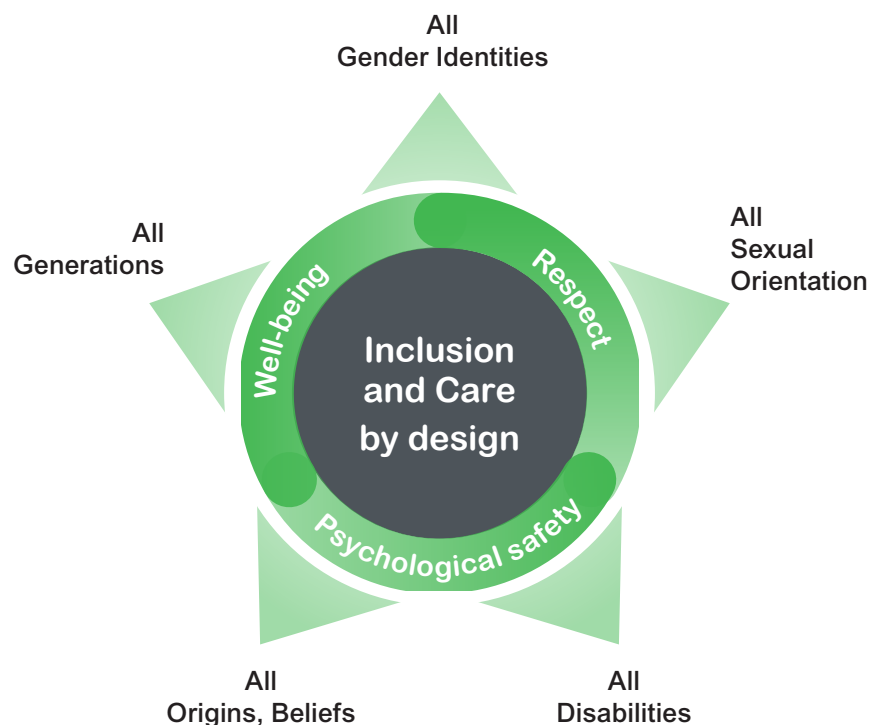 All
Gender Identities
All
Generations
All
Sexual
Orientation
Well-being
Respect
Inclusion
and Care
by design
Psychological safety
All
Origins, Beliefs
All
Disabilities